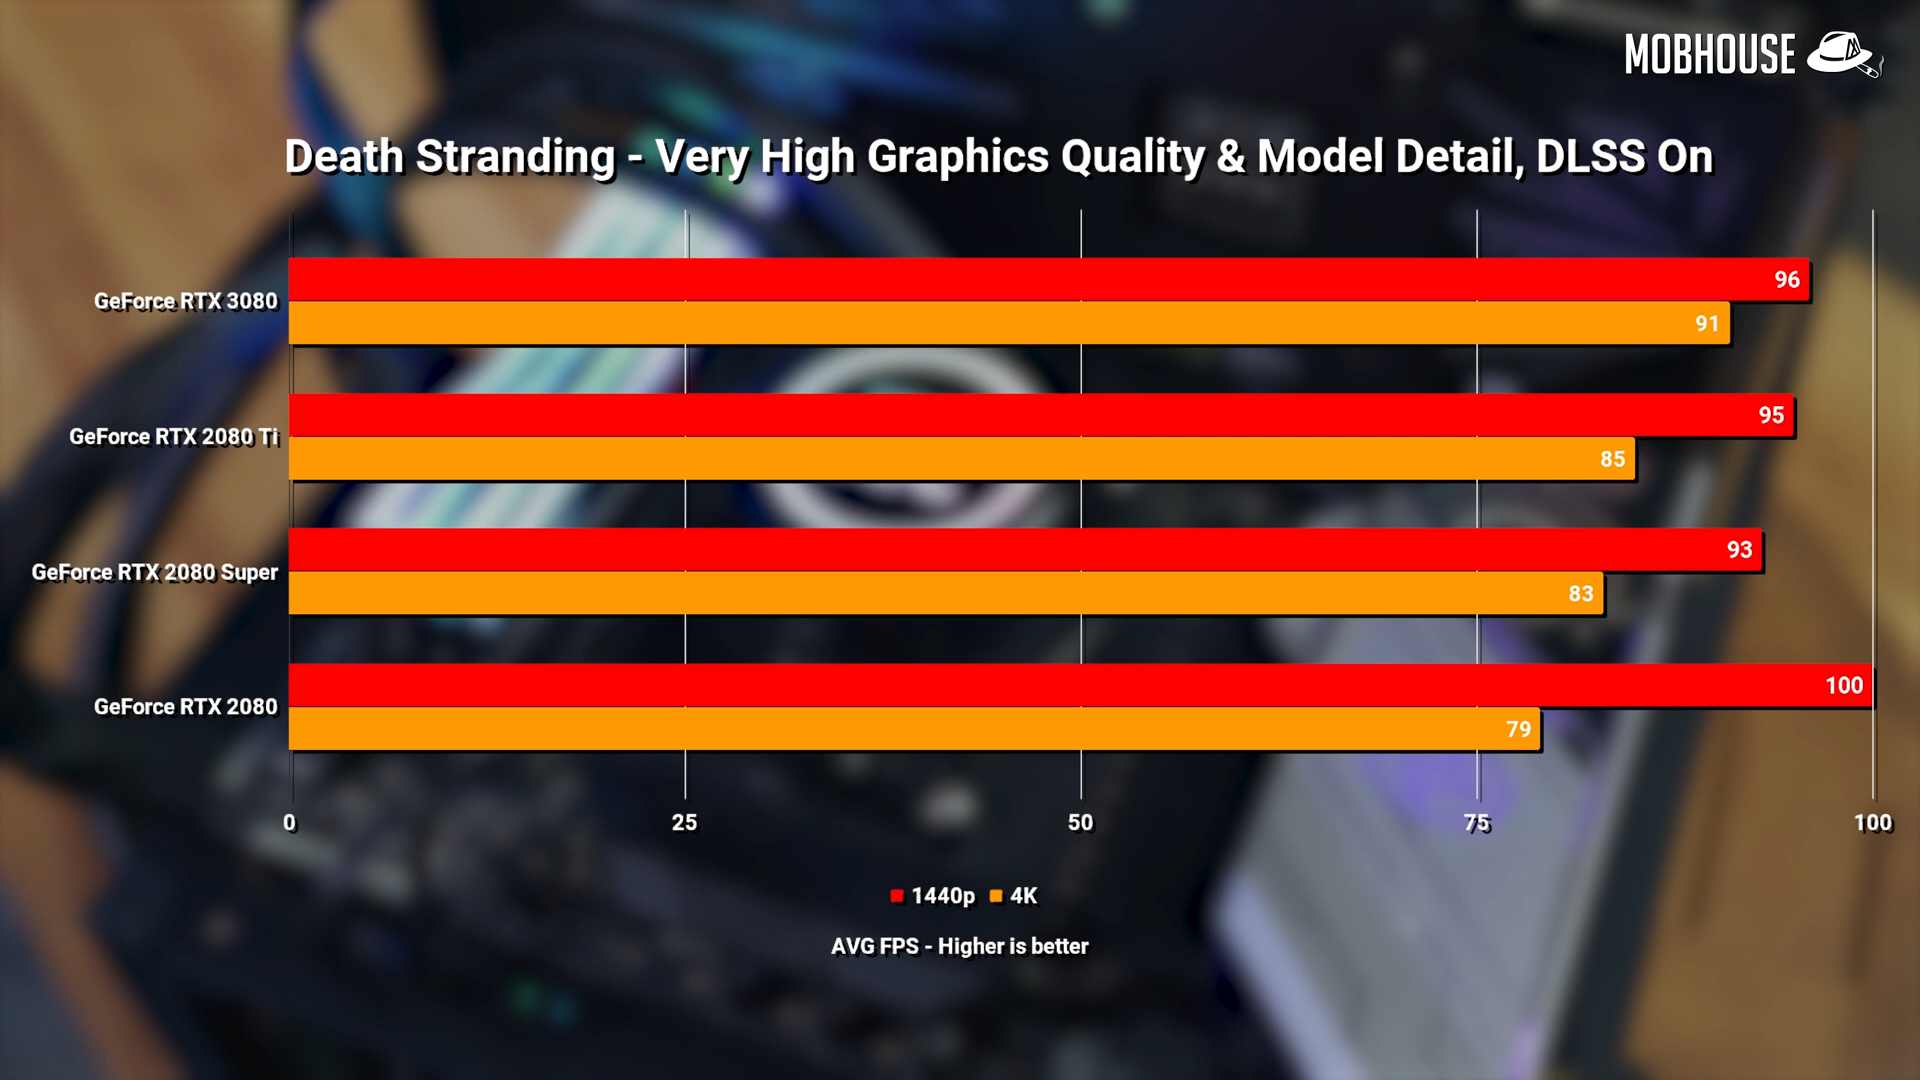 MOBHOUSE
Death Stranding - Very High Graphics Quality & Model Detail, DLSS On
GeForce RTX 3080
96
91
GeForce RTX 2080 Ti
95
85
GeForce RTX 2080 Super
93
83
GeForce RTX 2080
100
79
0 25 50 75 100
1440p 4K
AVG FPS - Higher is better